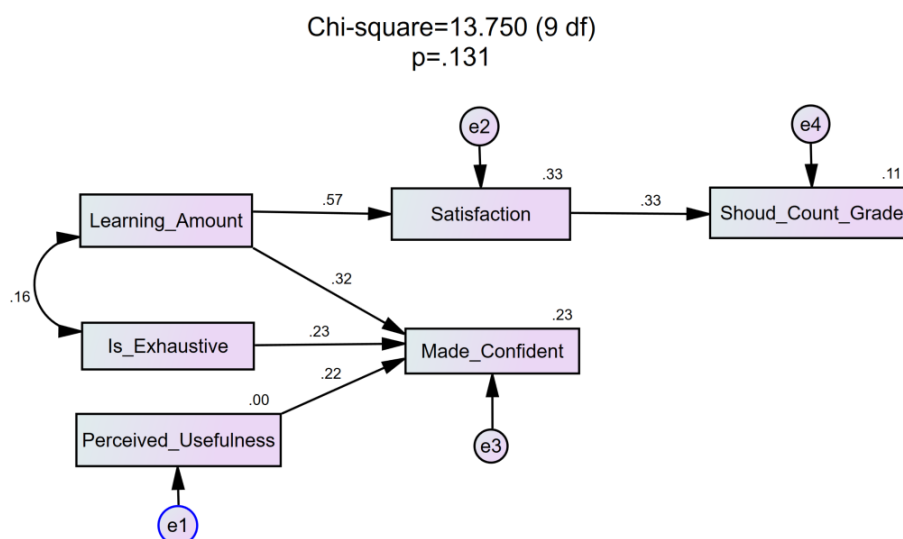 Chi-square=13.750 (9 df)
p=.131
e2
e4
.33
.11
Learning_Amount
.57
Satisfaction
.33
Shoud_Count_Grade
.32
.16
.23
Is_Exhaustive
.23
Made_Confident
.22
.00
Perceived_Usefulness
e3
e1